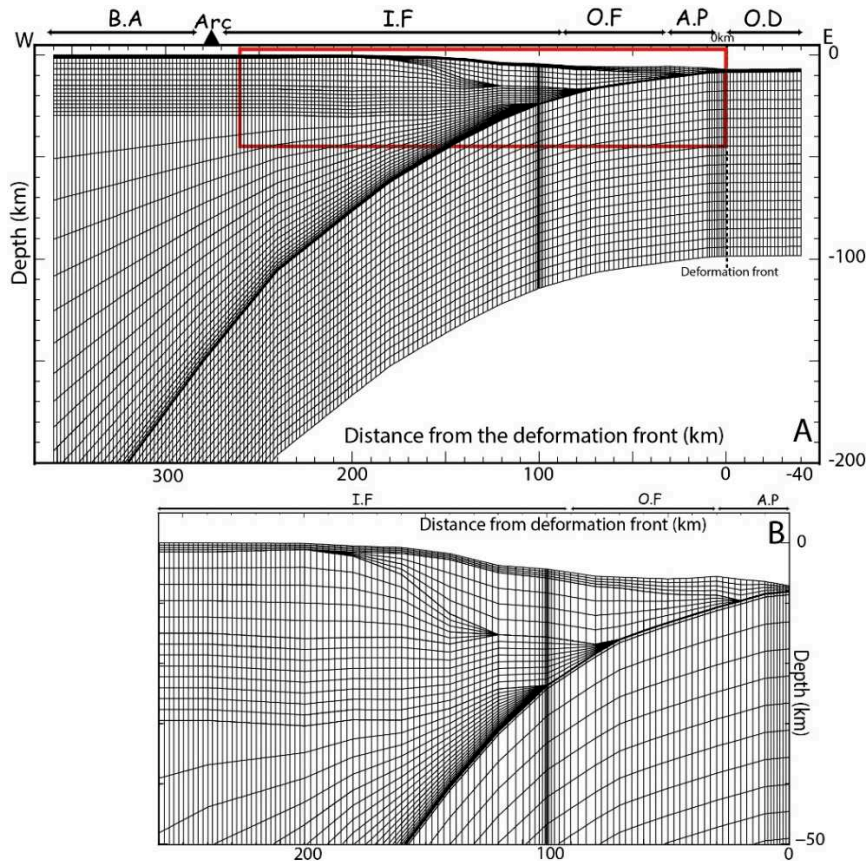 B.A Arc I.F O.F A.P O.D
W 0km E
0
Depth (km)
-100
Deformation front
Distance from the deformation front (km) A
-200
300 200 100 0 -40
I.F O.F A.P
Distance from deformation front (km) B
0
Depth (km)
-50
200 100 0